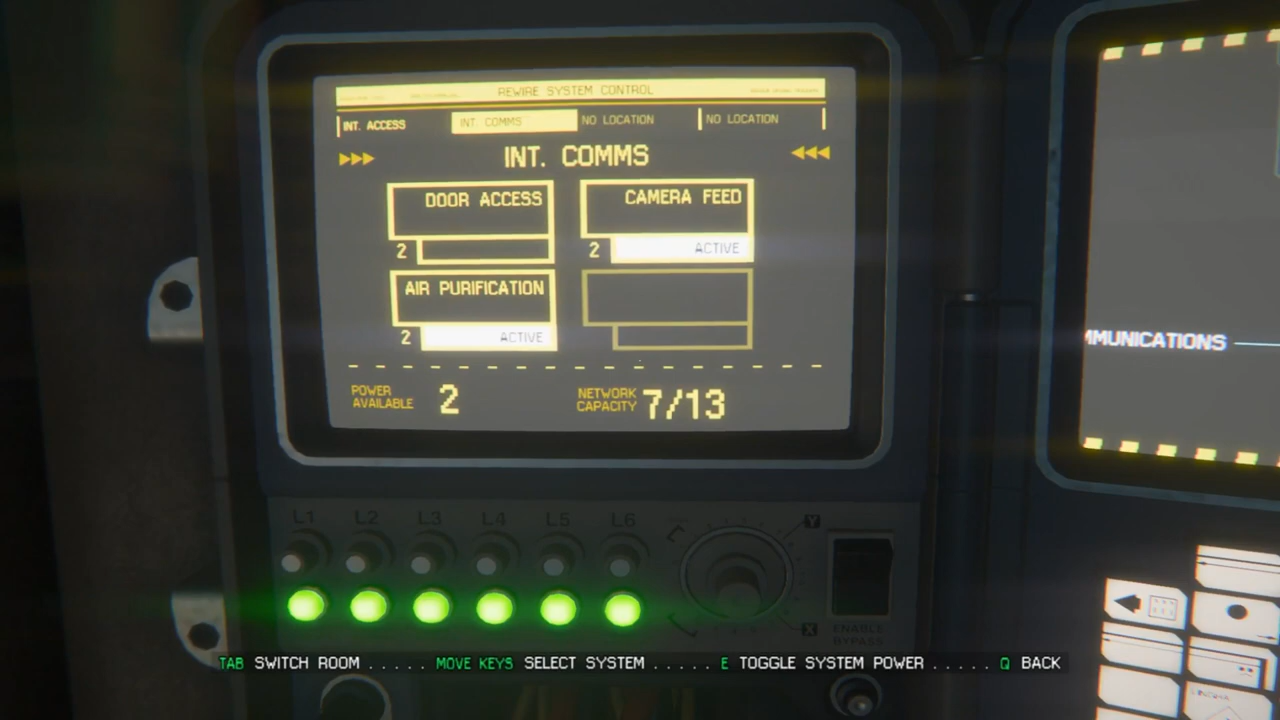 REWIRE SYSTEM CONTROL
INT. ACCESS INT. COMMS NO LOCATION NO LOCATION
INT. COMMS
DOOR ACCESS CAMERA FEED
2 2 ACTIVE
AIR PURIFICATION
2 ACTIVE
POWER AVAILABLE 2 NETWORK CAPACITY 7/13
MMUNICATIONS
L1 L2 L3 L4 L5 L6
Y
X
ENABLE
BYPASS
TAB SWITCH ROOM ..... MOVE KEYS SELECT SYSTEM ..... E TOGGLE SYSTEM POWER ..... Q BACK